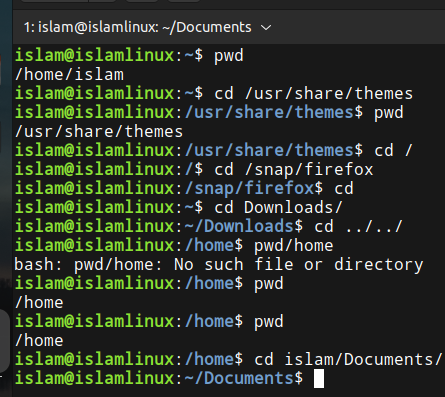 1: islam@islamlinux: ~/Documents
islam@islamlinux:~$ pwd
/home/islam
islam@islamlinux:~$ cd /usr/share/themes
islam@islamlinux:/usr/share/themes$ pwd
/usr/share/themes
islam@islamlinux:/usr/share/themes$ cd /
islam@islamlinux:/$ cd /snap/firefox
islam@islamlinux:/snap/firefox$ cd
islam@islamlinux:~$ cd Downloads/
islam@islamlinux:~/Downloads$ cd ../../
islam@islamlinux:/home$ pwd/home
bash: pwd/home: No such file or directory
islam@islamlinux:/home$ pwd
/home
islam@islamlinux:/home$ pwd
/home
islam@islamlinux:/home$ cd islam/Documents/
islam@islamlinux:~/Documents$